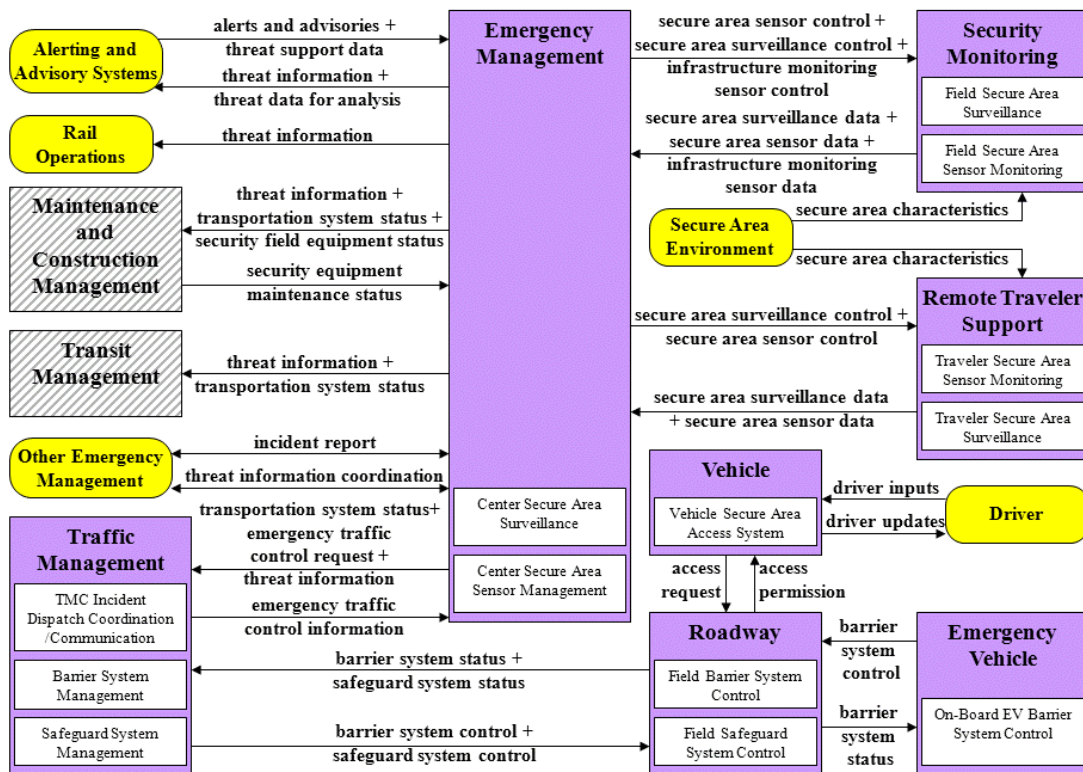 Alerting and
Advisory Systems
alerts and advisories +
threat support data
threat information +
threat data for analysis
Rail
Operations
threat information
Maintenance
and
Construction
Management
threat information +
transportation system status +
security field equipment status
security equipment
maintenance status
Transit
Management
threat information +
transportation system status
Other Emergency
Management
incident report
threat information coordination
Traffic
Management
TMC Incident
Dispatch Coordination
/Communication
Barrier System
Management
Safeguard System
Management
transportation system status+
emergency traffic
control request +
threat information
emergency traffic
control information
barrier system status +
safeguard system status
barrier system control +
safeguard system control
Emergency
Management
Center Secure Area
Surveillance
Center Secure Area
Sensor Management
secure area sensor control +
secure area surveillance control +
infrastructure monitoring
sensor control
secure area surveillance data +
secure area sensor data +
infrastructure monitoring
sensor data
Security
Monitoring
Field Secure Area
Surveillance
Field Secure Area
Sensor Monitoring
Secure Area
Environment
secure area characteristics
secure area characteristics
Remote Traveler
Support
Traveler Secure Area
Sensor Monitoring
Traveler Secure Area
Surveillance
secure area surveillance control +
secure area sensor control
secure area surveillance data
+ secure area sensor data
Vehicle
Vehicle Secure Area
Access System
driver inputs
driver updates
Driver
access
request
access
permission
Roadway
Field Barrier System
Control
Field Safeguard
System Control
barrier
system
control
barrier
system
status
Emergency
Vehicle
On-Board EV Barrier
System Control